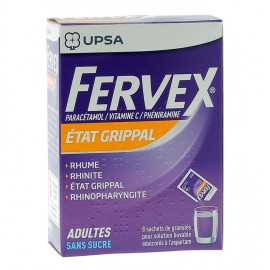 UPSA
FERVEX®
PARACÉTAMOL / VITAMINE C / PHÉNIRAMINE
ÉTAT GRIPPAL
• RHUME
• RHINITE
• ÉTAT GRIPPAL
• RHINOPHARYNGITE
ADULTES
SANS SUCRE
8 sachets de granulés
pour solution buvable
édulcorés à l'aspartam